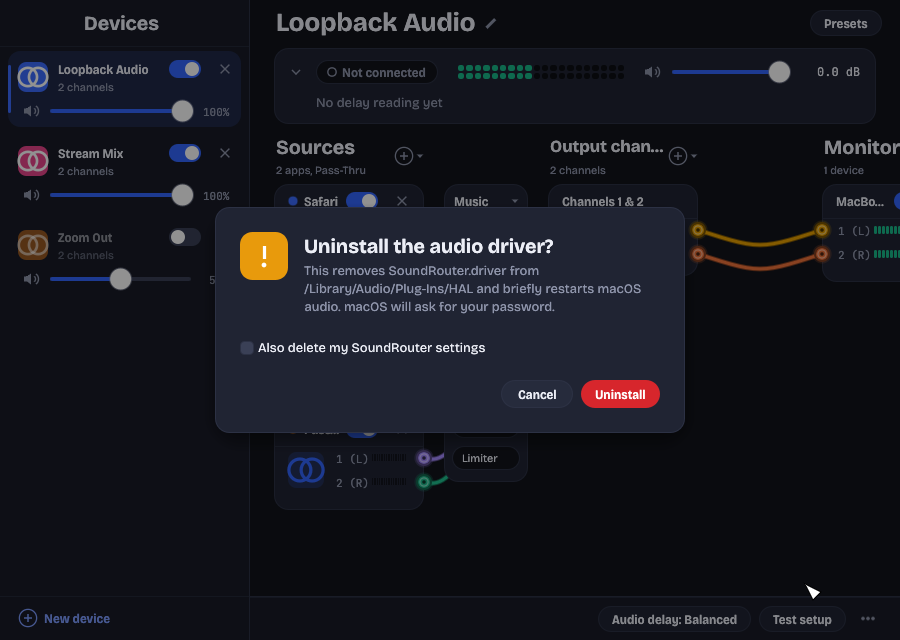 Devices
Loopback Audio
2 channels
100%
Stream Mix
2 channels
100%
Zoom Out
2 channels
Loopback Audio
Presets
Not connected
0.0 dB
No delay reading yet
Sources
2 apps, Pass-Thru
Output chan...
2 channels
Monitor
1 device
Safari
Music
Channels 1 & 2
MacBo...
1 (L)
2 (R)
Uninstall the audio driver?
This removes SoundRouter.driver from
/Library/Audio/Plug-Ins/HAL and briefly restarts macOS
audio. macOS will ask for your password.
Also delete my SoundRouter settings
Cancel
Uninstall
1 (L)
2 (R)
Limiter
New device
Audio delay: Balanced
Test setup